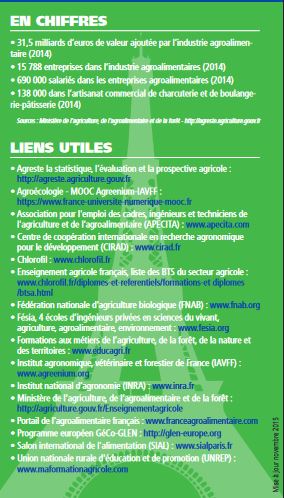 EN CHIFFRES
• 31,5 milliards d'euros de valeur ajoutée par l'industrie agroalimen-
taire (2014)
• 15 788 entreprises dans l'industrie agroalimentaires (2014)
• 690 000 salariés dans les entreprises agroalimentaires (2014)
• 138 000 dans l'artisanat commercial de charcuterie et de boulange-
rie-pâtisserie (2014)
Sources : Ministère de l'agriculture, de l'agroalimentaire et de la forêt - http://agreste.agriculture.gouv.fr
LIENS UTILES
• Agreste la statistique, l'évaluation et la prospective agricole :
http://agreste.agriculture.gouv.fr
• Agroécologie - MOOC Agreenium-IAVFF :
https://www.france-universite-numerique-mooc.fr
• Association pour l'emploi des cadres, ingénieurs et techniciens de
l'agriculture et de l'agroalimentaire (APECITA) : www.apecita.com
• Centre de coopération internationale en recherche agronomique
pour le développement (CIRAD) : www.cirad.fr
• Chlorofil : www.chlorofil.fr
• Enseignement agricole français, liste des BTS du secteur agricole :
www.chlorofil.fr/diplomes-et-referentiels/formations-et diplomes
/btsa.html
• Fédération nationale d'agriculture biologique (FNAB) : www.fnab.org
• Fésia, 4 écoles d'ingénieurs privées en sciences du vivant,
agriculture, agroalimentaire, environnement : www.fesia.org
• Formations aux métiers de l'agriculture, de la forêt, de la nature et
des territoires : www.educagri.fr
• Institut agronomique, vétérinaire et forestier de France (IAVFF) :
www.agreenium.org
• Institut national d'agronomie (INRA) : www.inra.fr
• Ministère de l'agriculture, de l'agroalimentaire et de la forêt :
http://agriculture.gouv.fr/Enseignementagricole
• Portail de l'agroalimentaire français : www.franceagroalimentaire.com
• Programme européen GéCo-GLEN : http://glen-europe.org
• Salon international de l'alimentation (SIAL) : www.sialparis.fr
• Union nationale rurale d'éducation et de promotion (UNREP) :
www.maformationagricole.com
Mise à jour novembre 2015